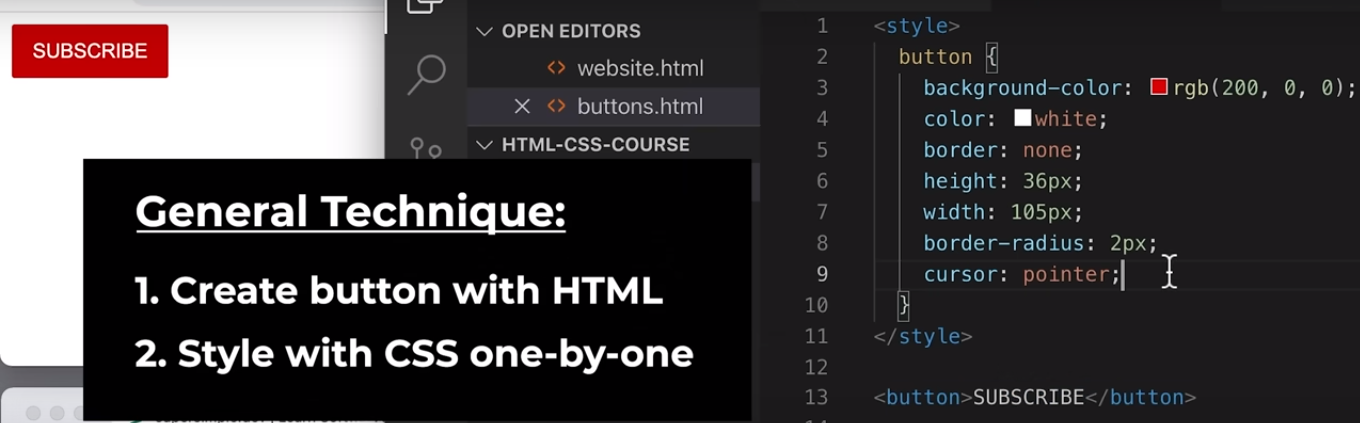 SUBSCRIBE
OPEN EDITORS
<> website.html
<> buttons.html
HTML-CSS-COURSE
General Technique:
1. Create button with HTML
2. Style with CSS one-by-one
1 <style>
2 button {
3 background-color: rgb(200, 0, 0);
4 color: white;
5 border: none;
6 height: 36px;
7 width: 105px;
8 border-radius: 2px;
9 cursor: pointer;
10 }
11 </style>
12
13 <button>SUBSCRIBE</button>